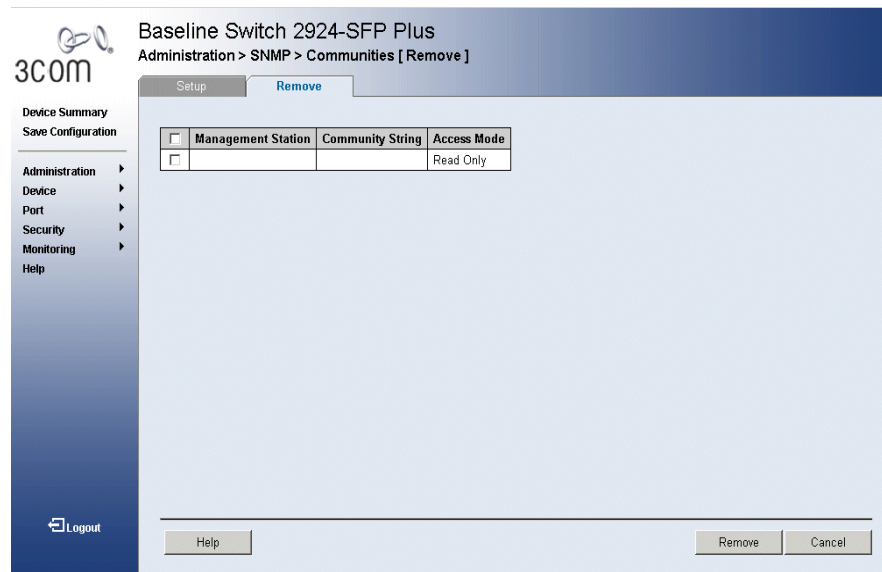 3COM
Baseline Switch 2924-SFP Plus
Administration > SNMP > Communities [ Remove ]
Setup Remove
Device Summary
Save Configuration
Administration
Device
Port
Security
Monitoring
Help
Management Station Community String Access Mode
Read Only
Logout
Help Remove Cancel